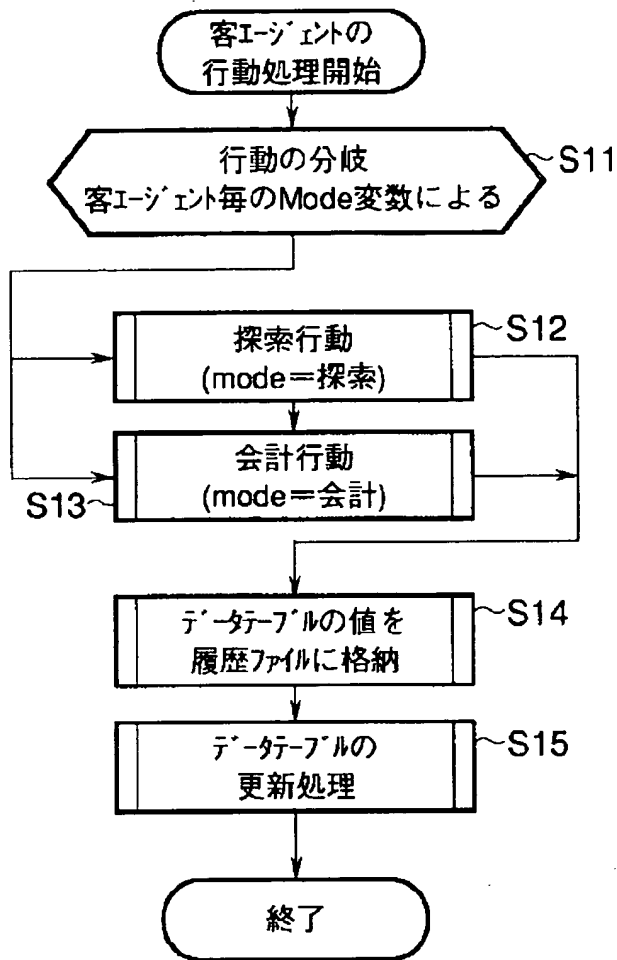 客ｴｰｼﾞｪﾝﾄの
行動処理開始
行動の分岐
S11
客ｴｰｼﾞｪﾝﾄ毎のMode変数による
探索行動
S12
(mode＝探索)
会計行動
S13
(mode＝会計)
ﾃﾞｰﾀﾃｰﾌﾞﾙの値を
S14
履歴ﾌｧｲﾙに格納
ﾃﾞｰﾀﾃｰﾌﾞﾙの
S15
更新処理
終了